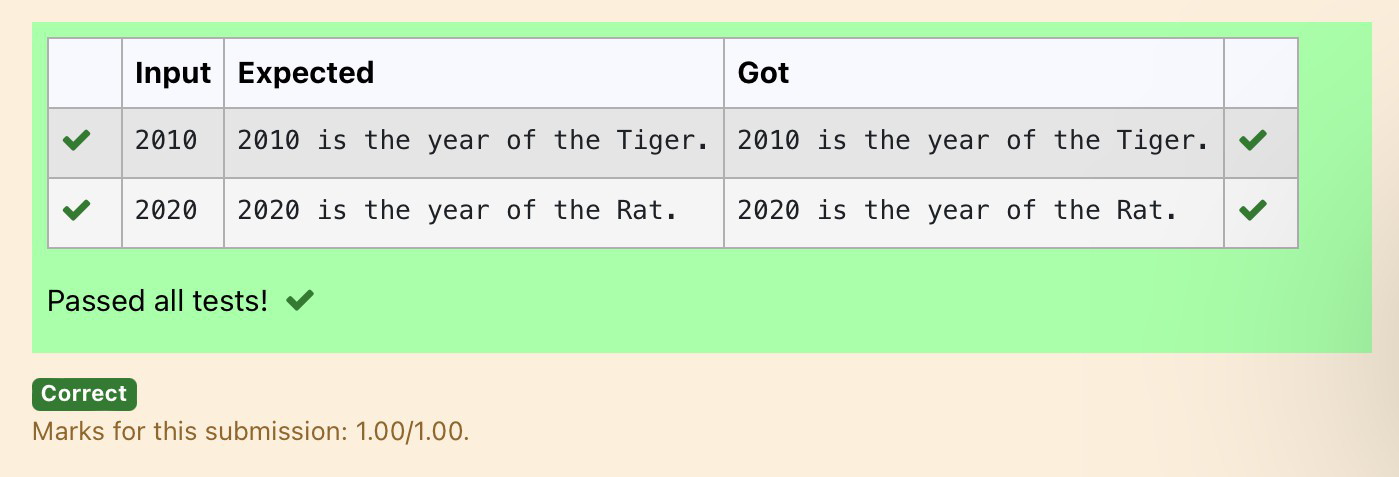 Input Expected Got
2010 2010 is the year of the Tiger. 2010 is the year of the Tiger.
2020 2020 is the year of the Rat. 2020 is the year of the Rat.
Passed all tests!
Correct
Marks for this submission: 1.00/1.00.